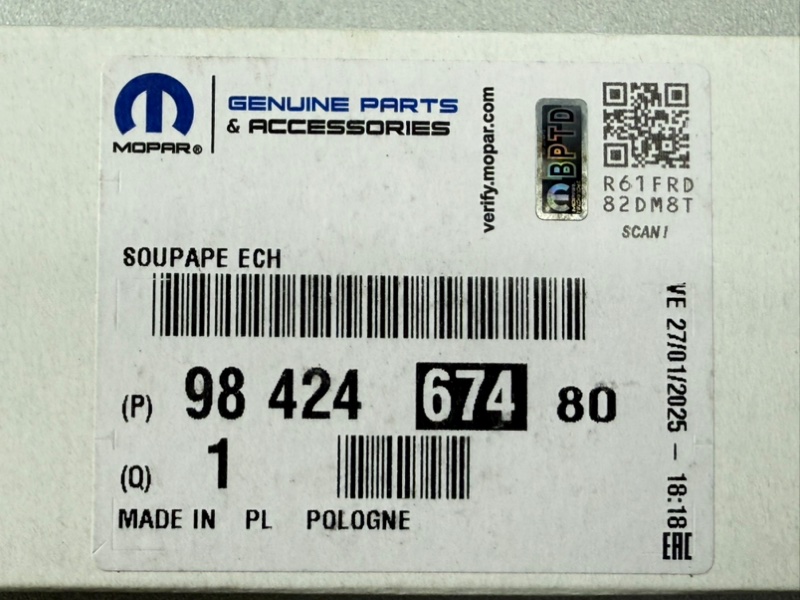 MOPAR®
GENUINE PARTS
& ACCESSORIES
verify.mopar.com
BPTD
R61FRD
82DM8T
SCAN!
SOUPAPE ECH
(P) 98 424 674 80
(Q) 1
MADE IN PL POLOGNE
VE 27/01/2025 - 18:18
EAC